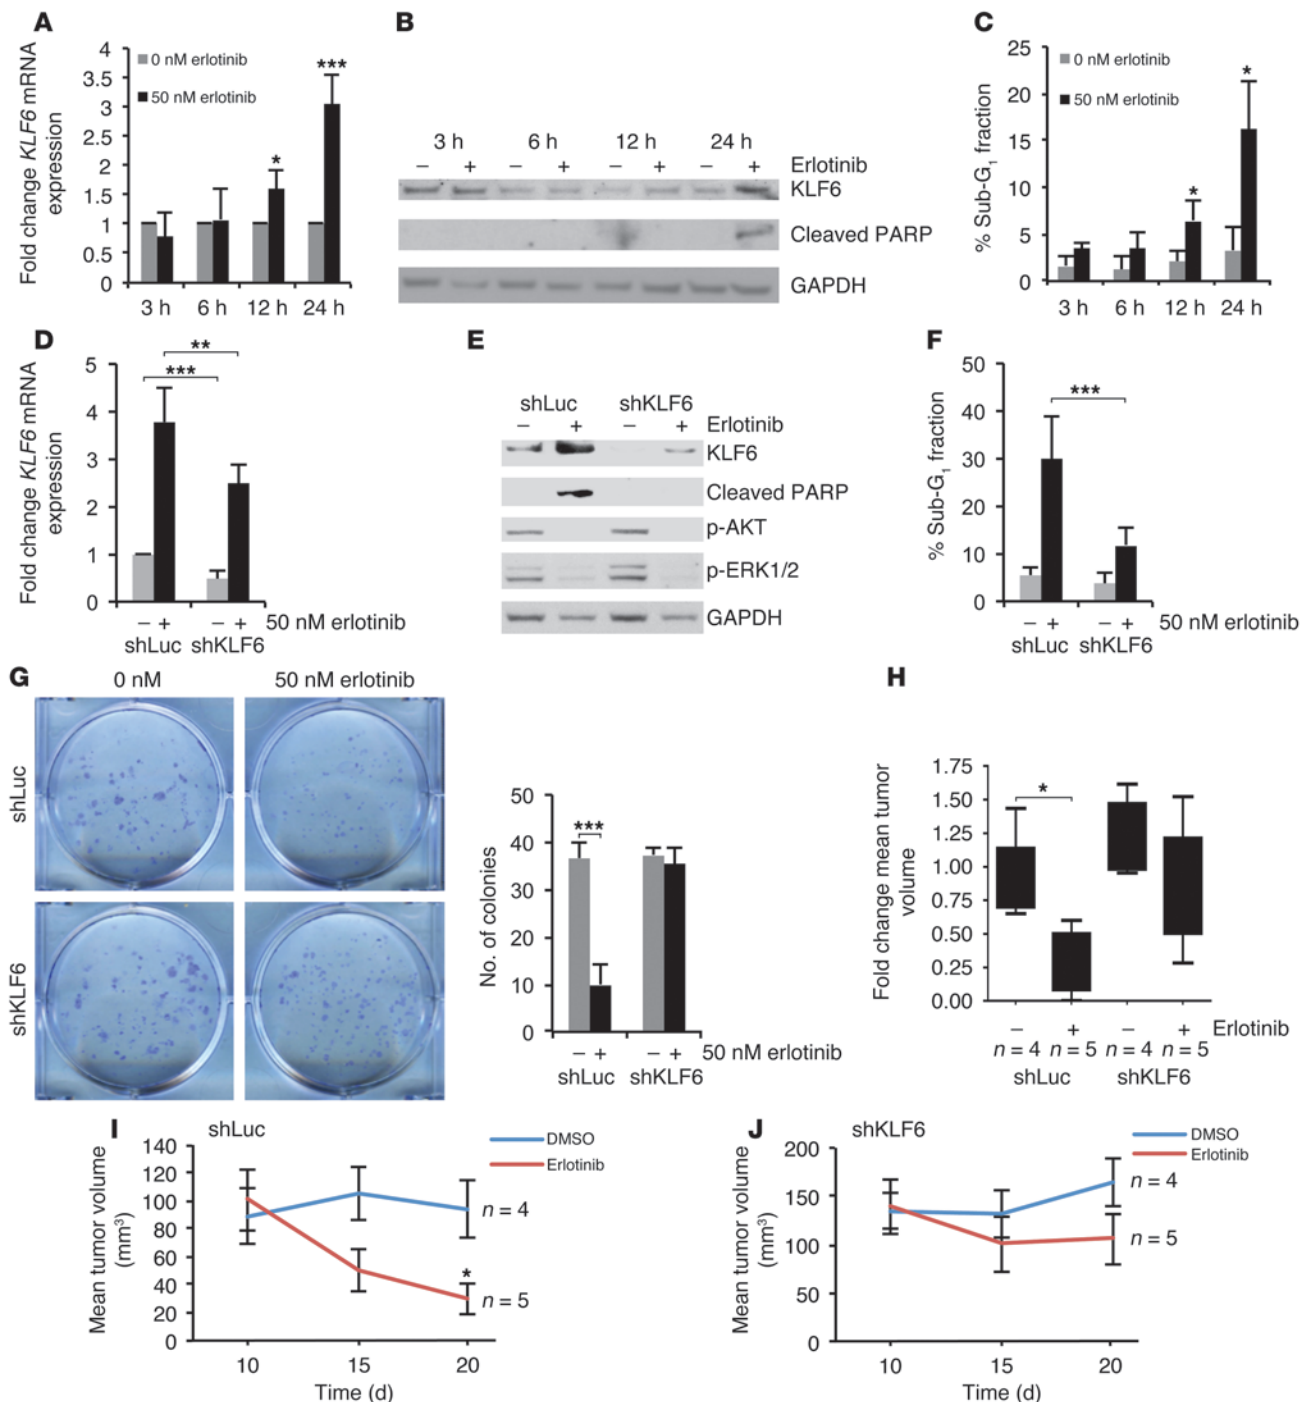 A
Fold change KLF6 mRNA
expression
4
3.5
3
2.5
2
1.5
1
0.5
0
0 nM erlotinib
50 nM erlotinib
*
***
3 h 6 h 12 h 24 h
B
3 h 6 h 12 h 24 h
− + − + − + − + Erlotinib
KLF6
Cleaved PARP
GAPDH
C
% Sub-G1 fraction
25
20
15
10
5
0
0 nM erlotinib
50 nM erlotinib
*
*
3 h 6 h 12 h 24 h
D
Fold change KLF6 mRNA
expression
5
4
3
2
1
0
**
***
− + − + 50 nM erlotinib
shLuc shKLF6
E
shLuc shKLF6
− + − + Erlotinib
KLF6
Cleaved PARP
p-AKT
p-ERK1/2
GAPDH
F
% Sub-G1 fraction
50
40
30
20
10
0
***
− + − + 50 nM erlotinib
shLuc shKLF6
G
0 nM 50 nM erlotinib
shLuc
shKLF6
No. of colonies
50
40
30
20
10
0
***
− + − + 50 nM erlotinib
shLuc shKLF6
H
Fold change mean tumor
volume
1.75
1.50
1.25
1.00
0.75
0.50
0.25
0.00
*
− + − + Erlotinib
n = 4 n = 5 n = 4 n = 5
shLuc shKLF6
I
shLuc
DMSO
Erlotinib
Mean tumor volume
(mm3)
140
120
100
80
60
40
20
0
n = 4
*
n = 5
10 15 20
Time (d)
J
shKLF6
DMSO
Erlotinib
Mean tumor volume
(mm3)
200
150
100
50
0
n = 4
n = 5
10 15 20
Time (d)